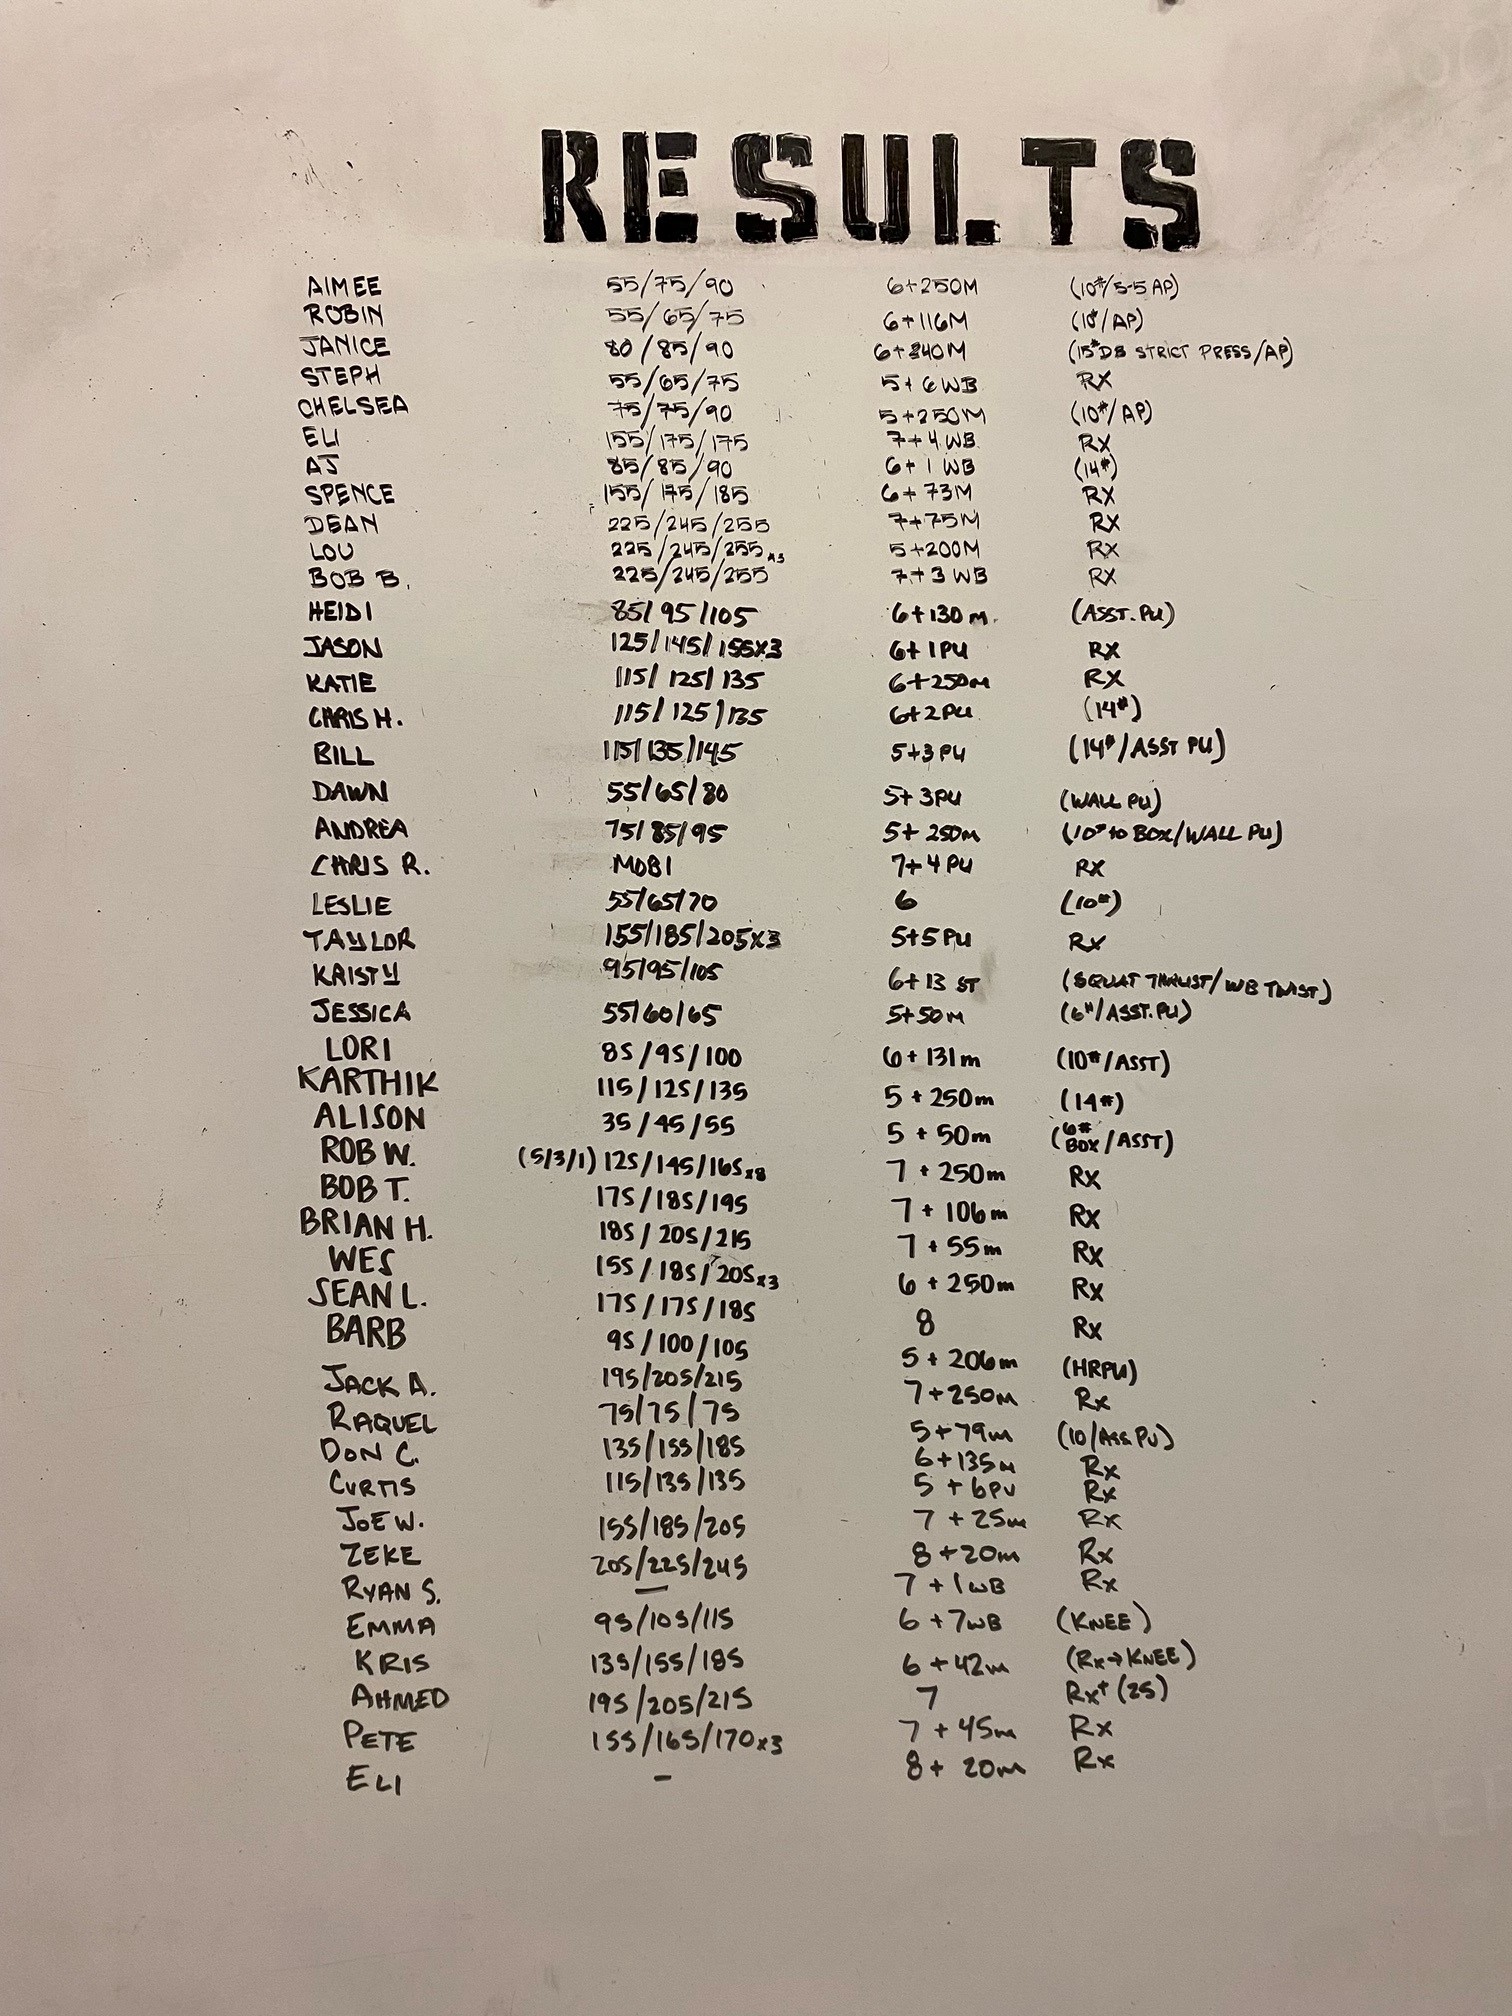 RESULTS
AIMEE 55/75/90 6+250M (10#/5-5 AP)
ROBIN 55/65/75 6+116M (10#/AP)
JANICE 80/85/90 6+240M (15#DB STRICT PRESS/AP)
STEPH 55/65/75 5+6WB RX
CHELSEA 75/75/90 5+250M (10#/AP)
ELI 155/175/175 7+4WB RX
AJ 85/85/90 6+1 WB (14#)
SPENCE 155/175/185 6+73M RX
DEAN 225/245/255 7+75M RX
LOU 225/245/255x3 5+200M RX
BOB B. 225/245/255 7+3 WB RX
HEIDI 85/95/105 6+130m. (ASST. PU)
JASON 125/145/155x3 6+1PU RX
KATIE 115/125/135 6+250m RX
CHRIS H. 115/125/135 6+2PU (14#)
BILL 115/135/145 5+3PU (14#/ASST PU)
DAWN 55/65/80 5+3PU (WALL PU)
ANDREA 75/85/95 5+250m (10# to BOX/WALL PU)
CHRIS R. MOBI 7+4PU RX
LESLIE 55/65/70 6 (10#)
TAYLOR 155/185/205x3 5+5PU RX
KRISTY 95/95/105 6+13 ST (SQUAT THRUST/WB TWIST)
JESSICA 55/60/65 5+50m (6#/ASST. PU)
LORI 85/95/100 6+131m (10#/ASST)
KARTHIK 115/125/135 5+250m (14#)
ALISON 35/45/55 5+50m (6# BOX/ASST)
ROB W. (5/3/1) 125/145/165x8 7+250m Rx
BOB T. 175/185/195 7+106m Rx
BRIAN H. 185/205/215 7+55m Rx
WES 155/185/205x3 6+250m Rx
SEAN L. 175/175/185 8 Rx
BARB 95/100/105 5+206m (HRPU)
JACK A. 195/205/215 7+250m Rx
RAQUEL 75/75/75 5+79m (10/Ass.PU)
DON C. 135/155/185 6+135m Rx
CURTIS 115/135/135 5+6PU Rx
JOE W. 155/185/205 7+25m Rx
ZEKE 205/225/245 8+20m Rx
RYAN S. — 7+1WB Rx
EMMA 95/105/115 6+7WB (KNEE)
KRIS 135/155/185 6+42m (Rx→KNEE)
AHMED 195/205/215 7 Rx+ (25)
PETE 155/165/170x3 7+45m Rx
ELI - 8+20m Rx